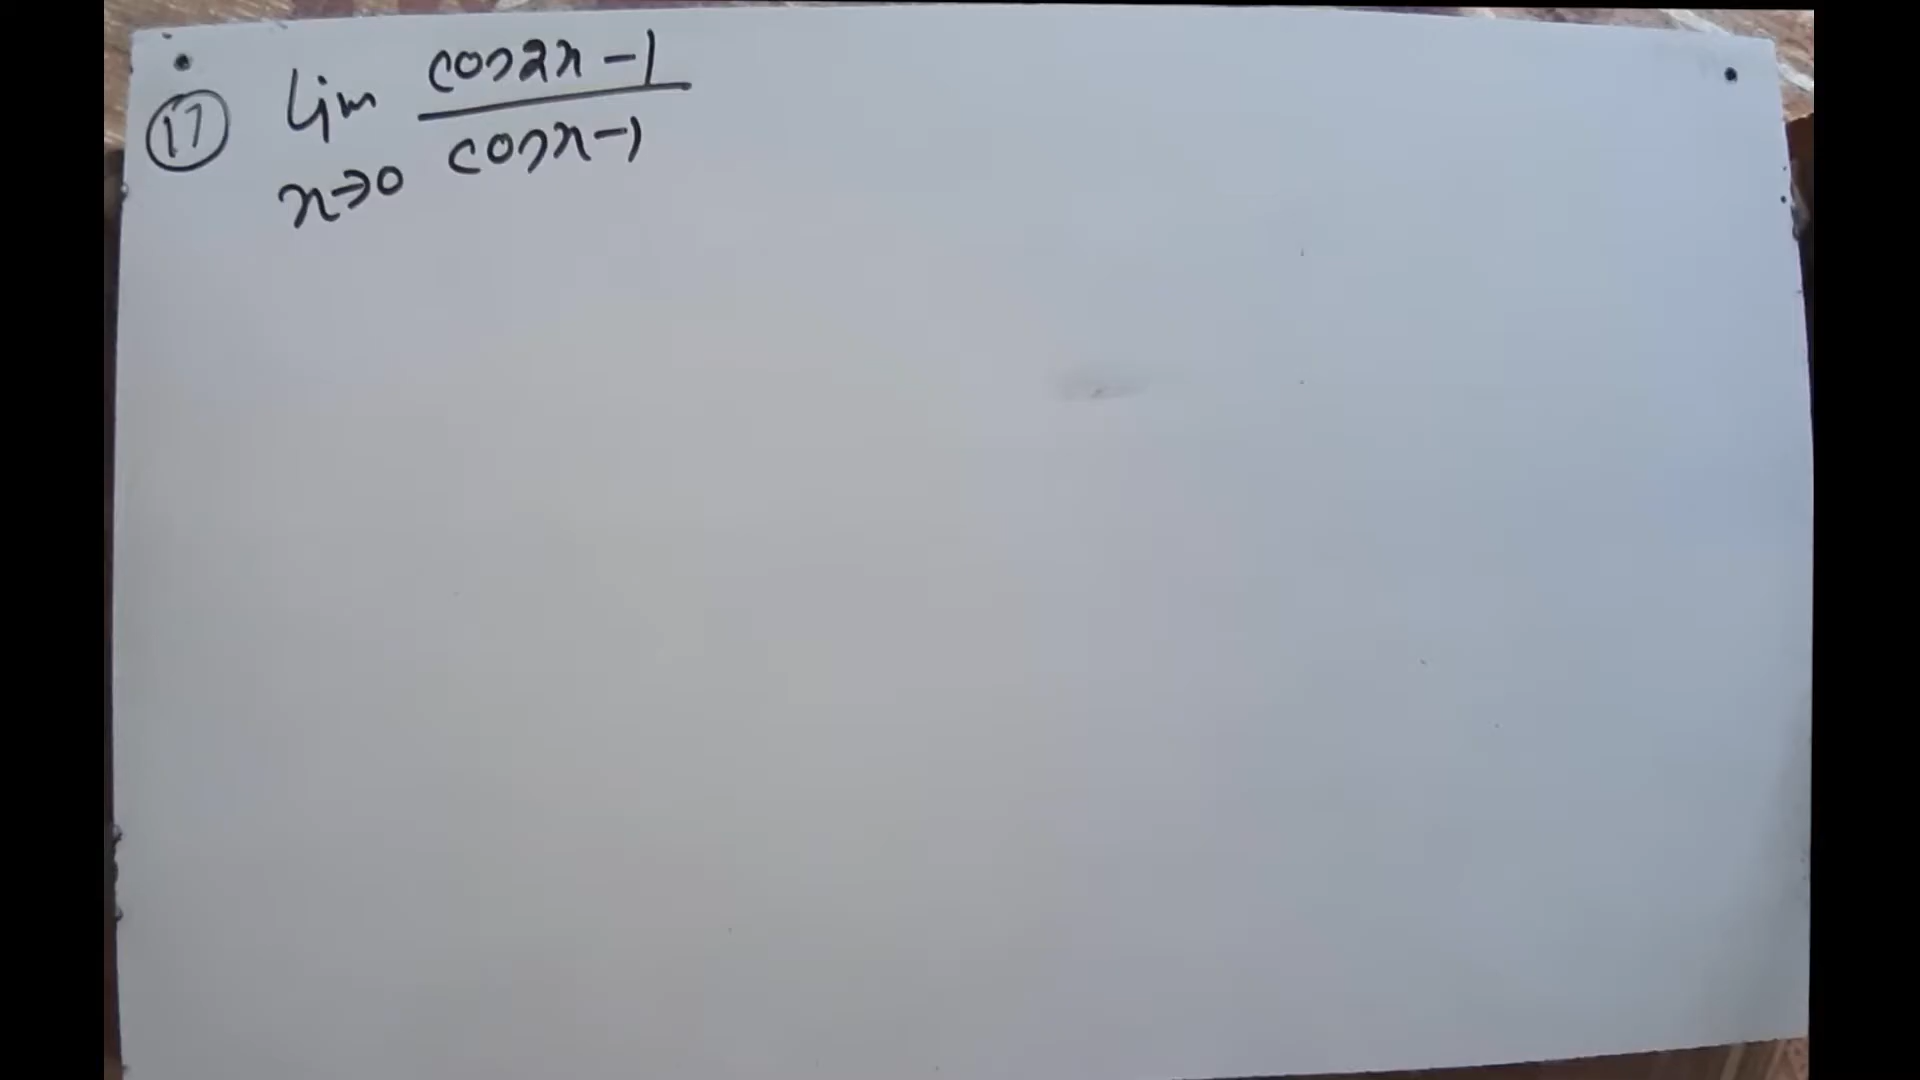 (17) lim cos2x-1 / cosx-1
x→0